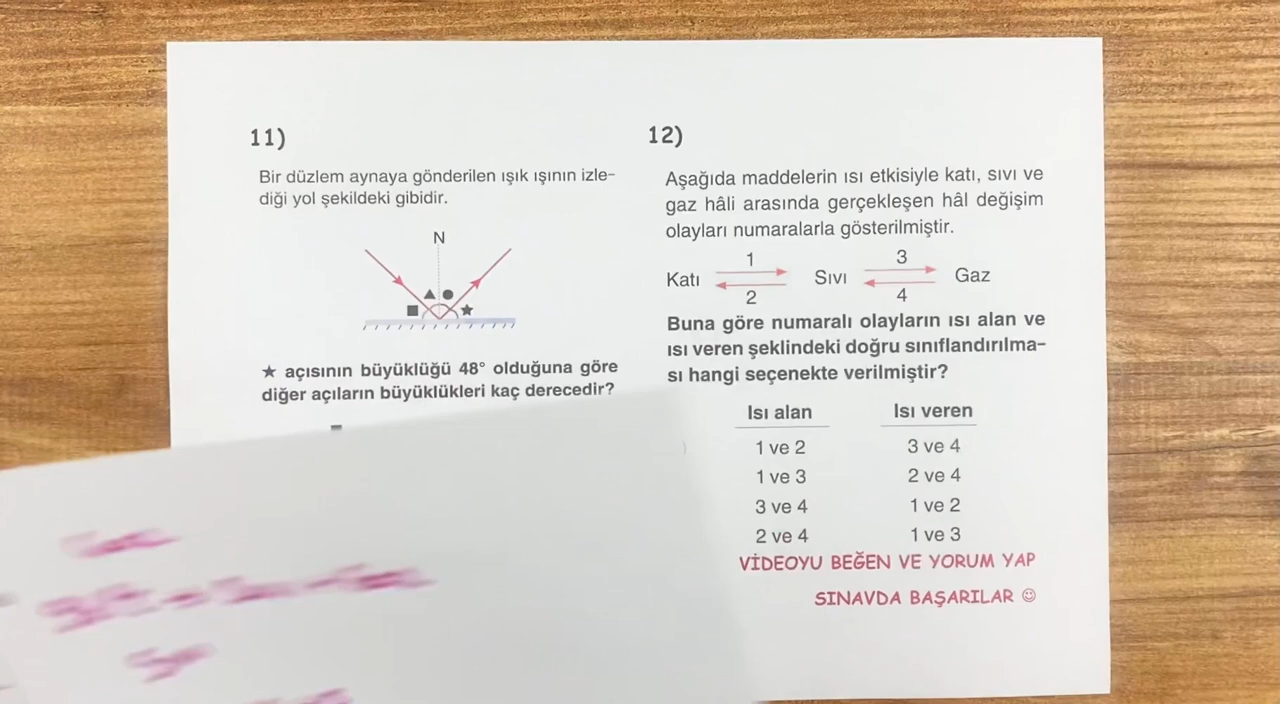 11)
Bir düzlem aynaya gönderilen ışık ışının izle-
diği yol şekildeki gibidir.
N
★ açısının büyüklüğü 48° olduğuna göre
diğer açıların büyüklükleri kaç derecedir?
12)
Aşağıda maddelerin ısı etkisiyle katı, sıvı ve
gaz hâli arasında gerçekleşen hâl değişim
olayları numaralarla gösterilmiştir.
1 3
Katı Sıvı Gaz
2 4
Buna göre numaralı olayların ısı alan ve
ısı veren şeklindeki doğru sınıflandırılma-
sı hangi seçenekte verilmiştir?
Isı alan Isı veren
1 ve 2 3 ve 4
1 ve 3 2 ve 4
3 ve 4 1 ve 2
2 ve 4 1 ve 3
VİDEOYU BEĞEN VE YORUM YAP
SINAVDA BAŞARILAR ☺